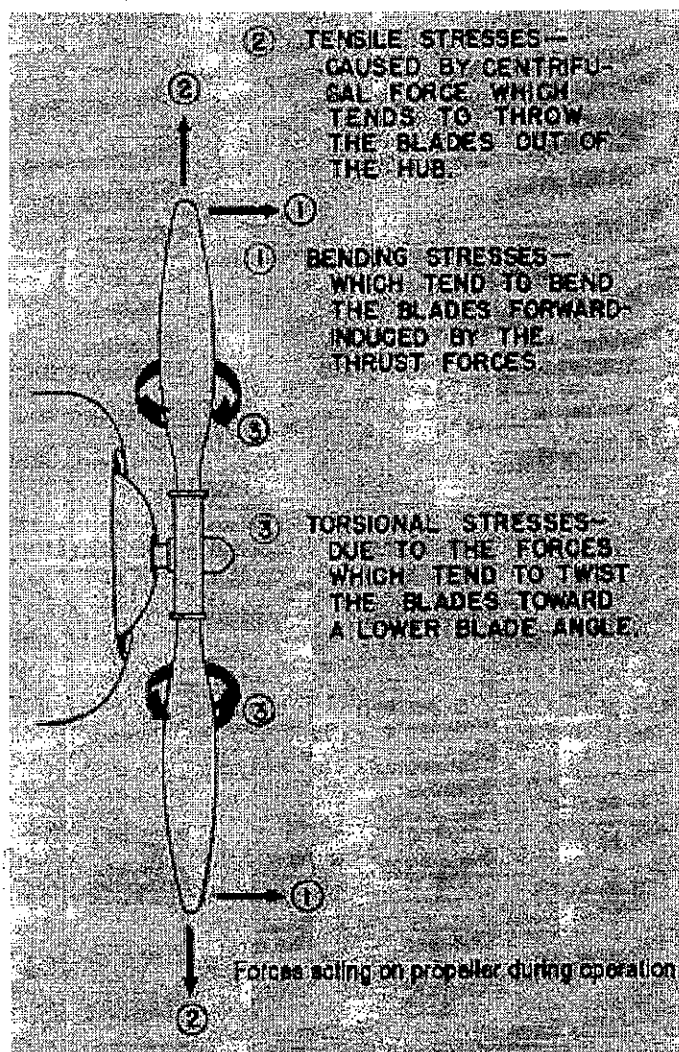 ② TENSILE STRESSES—
CAUSED BY CENTRIFU-
GAL FORCE WHICH
TENDS TO THROW
THE BLADES OUT OF
THE HUB.
②
①
① BENDING STRESSES—
WHICH TEND TO BEND
THE BLADES FORWARD-
INDUCED BY THE
THRUST FORCES.
③
③ TORSIONAL STRESSES—
DUE TO THE FORCES
WHICH TEND TO TWIST
THE BLADES TOWARD
A LOWER BLADE ANGLE.
③
①
Forces acting on propeller during operation
②